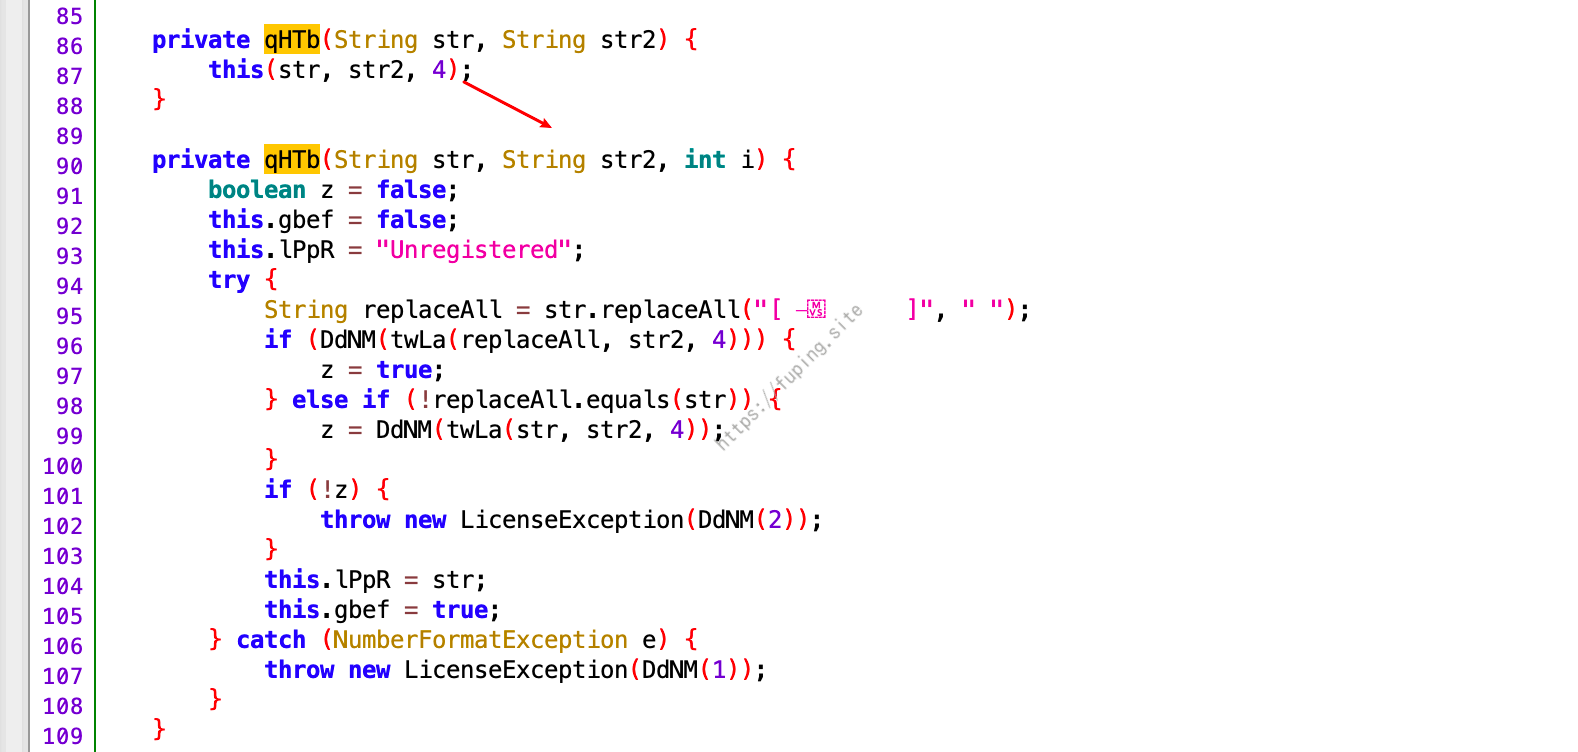 85
86 private qHTb(String str, String str2) {
87 this(str, str2, 4);
88 }
89
90 private qHTb(String str, String str2, int i) {
91 boolean z = false;
92 this.gbef = false;
93 this.lPpR = "Unregistered";
94 try {
95 String replaceAll = str.replaceAll("[ – ]", " ");
96 if (DdNM(twLa(replaceAll, str2, 4))) {
97 z = true;
98 } else if (!replaceAll.equals(str)) {
99 z = DdNM(twLa(str, str2, 4));
100 }
101 if (!z) {
102 throw new LicenseException(DdNM(2));
103 }
104 this.lPpR = str;
105 this.gbef = true;
106 } catch (NumberFormatException e) {
107 throw new LicenseException(DdNM(1));
108 }
109 }
https://fuping.site